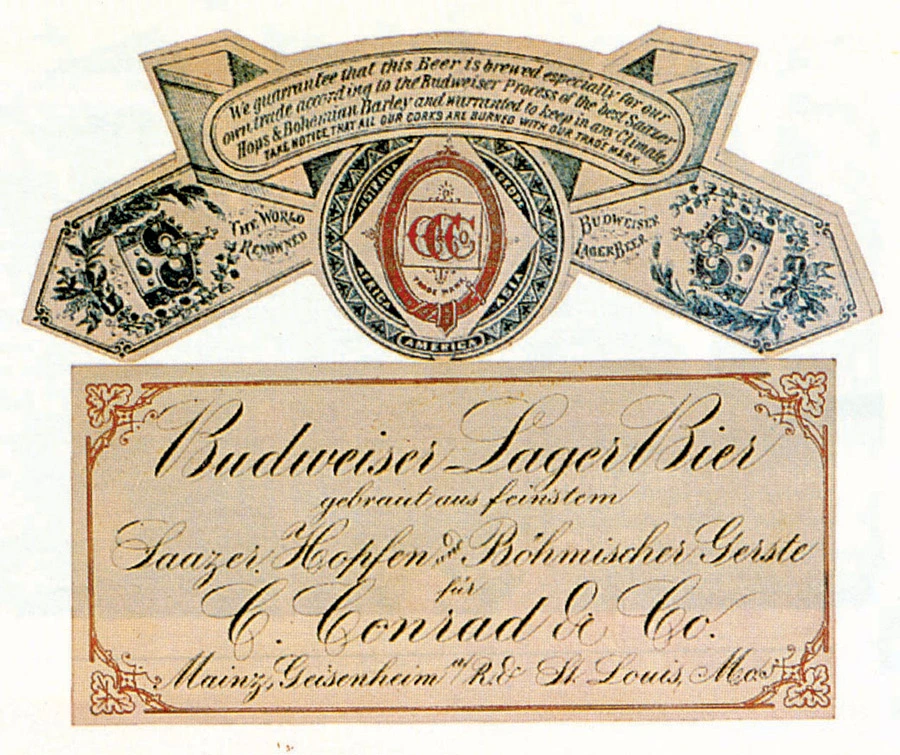 We guarrantee that this Beer is brewed especially for our
own trade according to the Budweiser Process of the best Saazer
Hops & Bohemian Barley and warranted to keep in any Climate.
TAKE NOTICE THAT ALL OUR CORKS ARE BURNED WITH OUR TRADE MARK.
THE WORLD
RENOWNED
AUSTRALIA
EUROPE
CCC & Co.
TRADE MARK
AFRICA
ASIA
AMERICA
BUDWEISER
LAGER BEER.
Budweiser Lager Bier
gebraut aus feinstem
Saazer Hopfen und Böhmischer Gerste
für
C. Conrad & Co.
Mainz, Geisenheim a/R. & St. Louis, Mo.